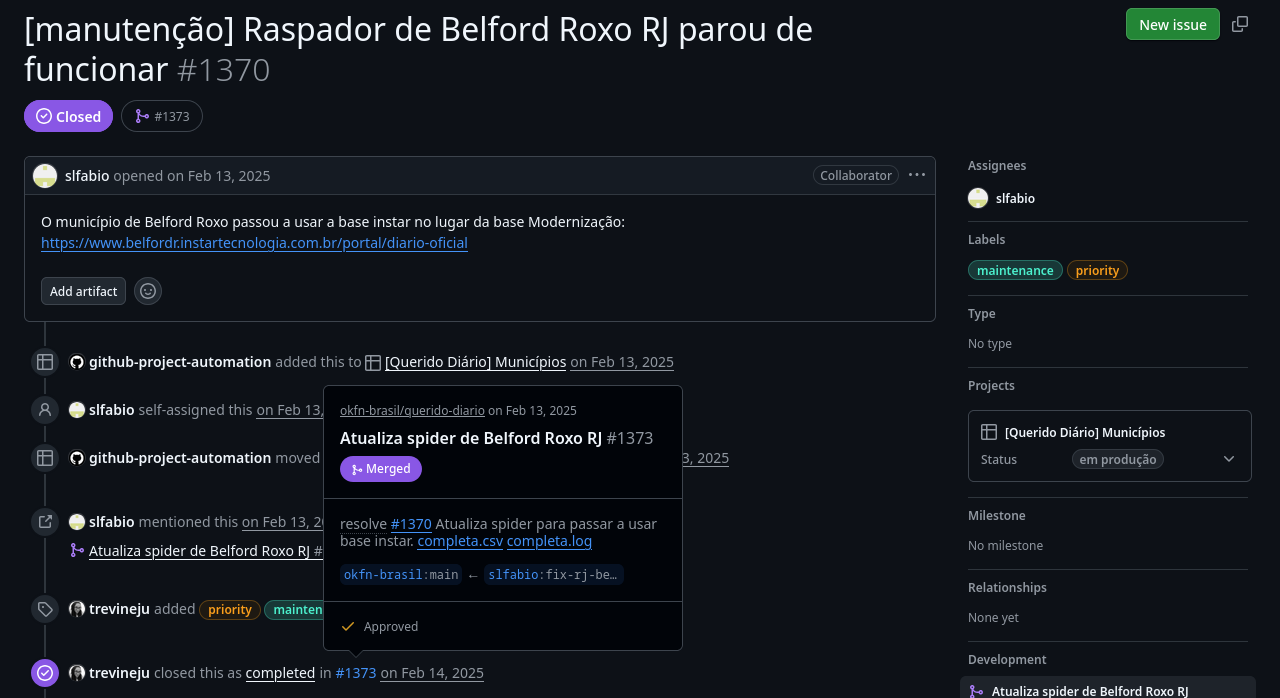 [manutenção] Raspador de Belford Roxo RJ parou de
funcionar #1370
New issue
Closed
#1373
slfabio opened on Feb 13, 2025
Collaborator
O município de Belford Roxo passou a usar a base instar no lugar da base Modernização:
https://www.belfordr.instartecnologia.com.br/portal/diario-oficial
Add artifact
github-project-automation added this to [Querido Diário] Municípios on Feb 13, 2025
slfabio self-assigned this on Feb 13,
github-project-automation moved
3, 2025
slfabio mentioned this on Feb 13, 20
Atualiza spider de Belford Roxo RJ #
trevineju added priority mainten
trevineju closed this as completed in #1373 on Feb 14, 2025
okfn-brasil/querido-diario on Feb 13, 2025
Atualiza spider de Belford Roxo RJ #1373
Merged
resolve #1370 Atualiza spider para passar a usar
base instar. completa.csv completa.log
okfn-brasil:main ← slfabio:fix-rj-be…
Approved
Assignees
slfabio
Labels
maintenance priority
Type
No type
Projects
[Querido Diário] Municípios
Status em produção
Milestone
No milestone
Relationships
None yet
Development
Atualiza spider de Belford Roxo RJ